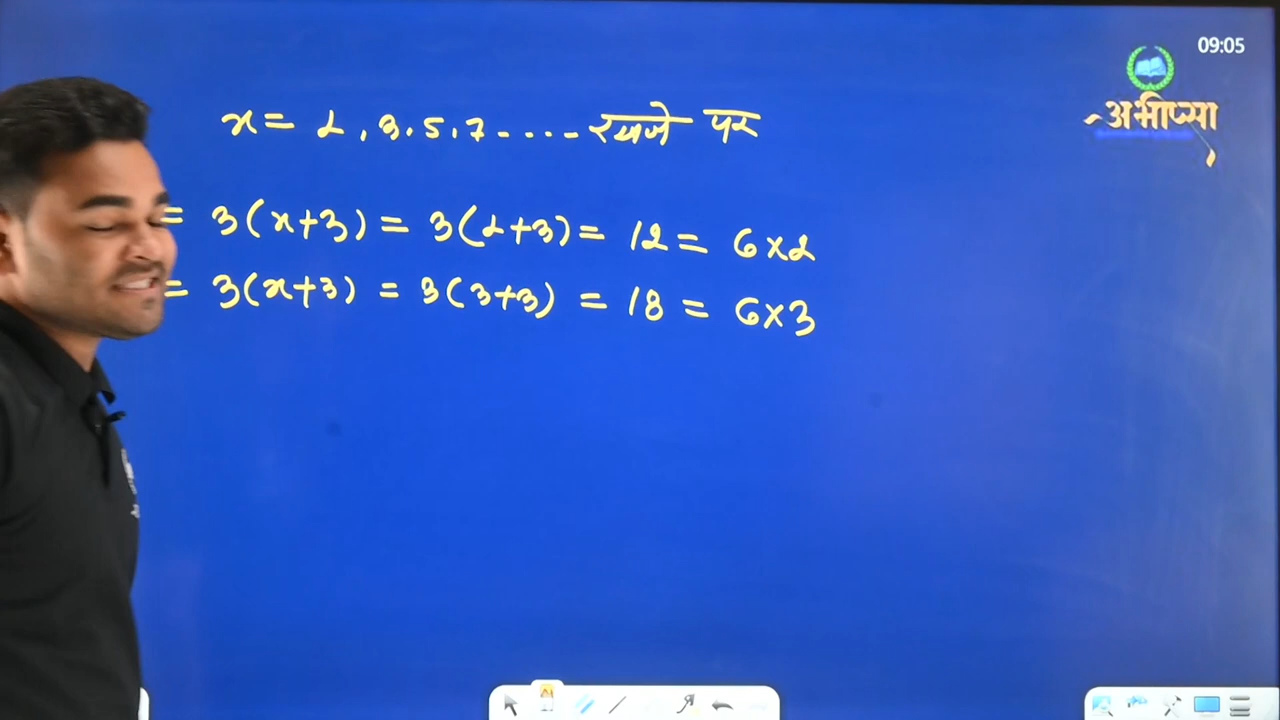 09:05
अभीप्सा
x = 2, 3, 5, 7 - - - - रखने पर
= 3(x+3) = 3(2+3) = 12 = 6×2
= 3(x+3) = 3(3+3) = 18 = 6×3